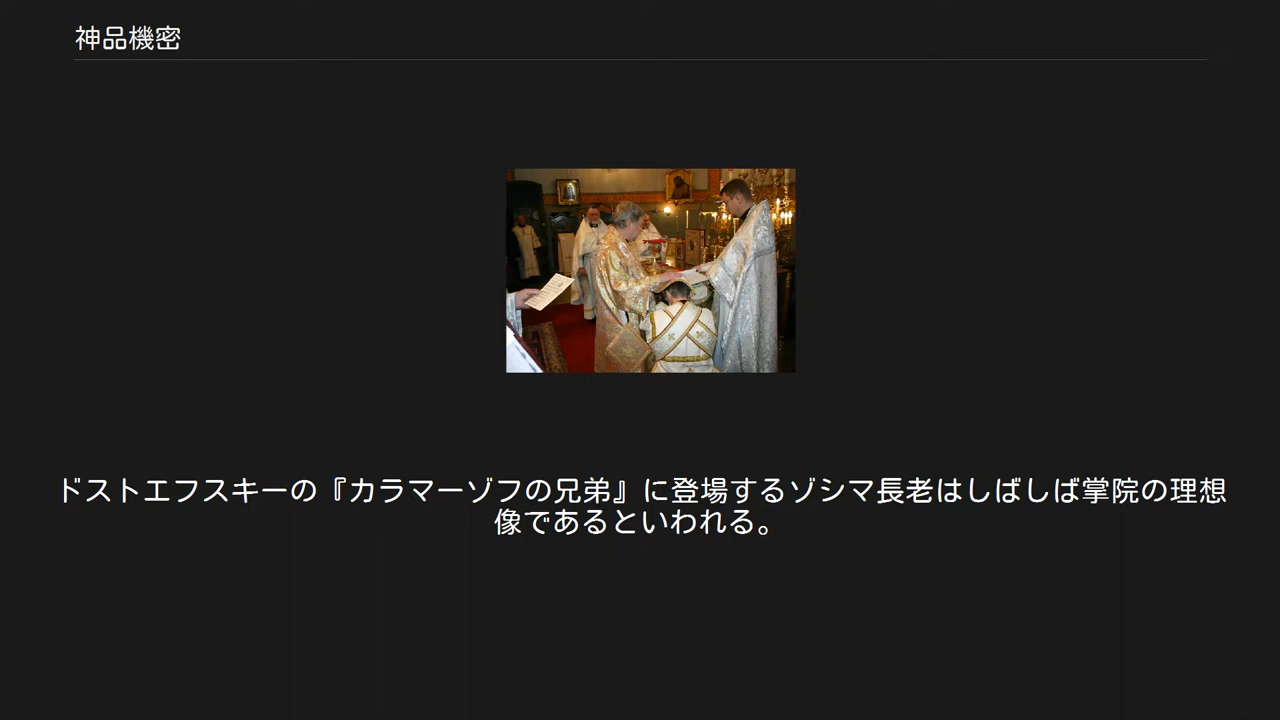 神品機密
ドストエフスキーの『カラマーゾフの兄弟』に登場するゾシマ長老はしばしば掌院の理想
像であるといわれる。